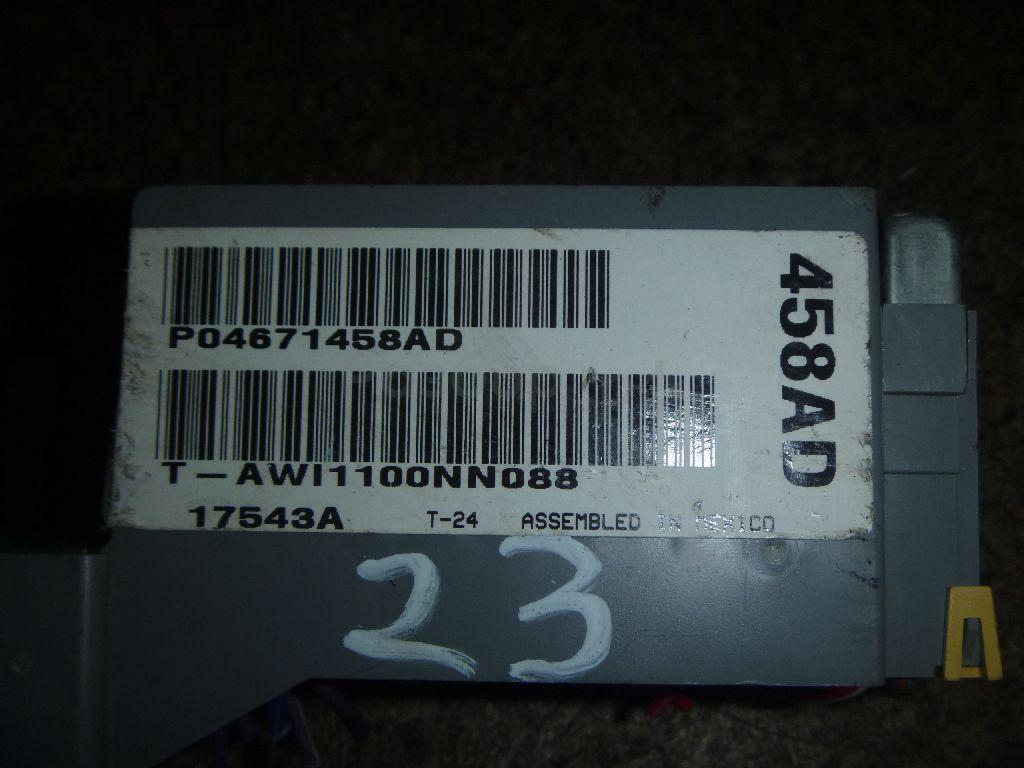 P04671458AD
T-AWI1100NN088
17543A T-24 ASSEMBLED IN MEXICO
458AD
23